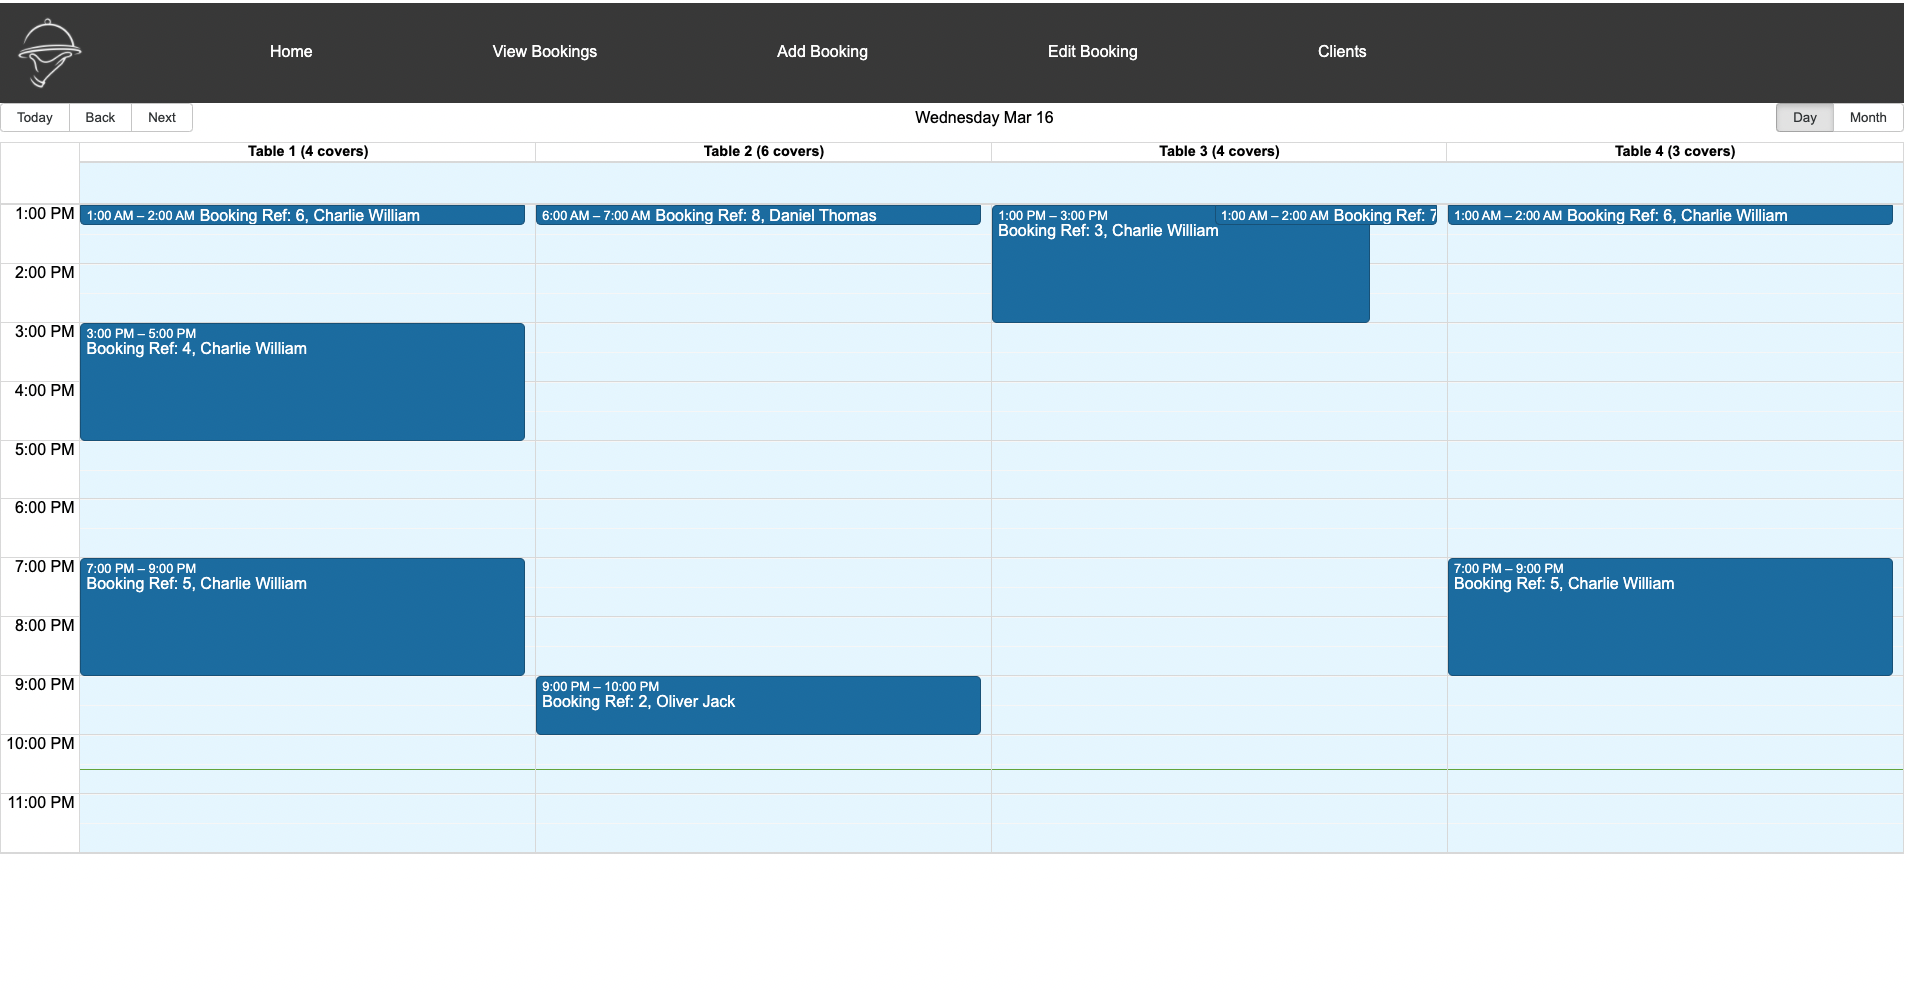 Home View Bookings Add Booking Edit Booking Clients
Today Back Next Wednesday Mar 16 Day Month
Table 1 (4 covers) Table 2 (6 covers) Table 3 (4 covers) Table 4 (3 covers)
1:00 PM
1:00 AM – 2:00 AM Booking Ref: 6, Charlie William
6:00 AM – 7:00 AM Booking Ref: 8, Daniel Thomas
1:00 PM – 3:00 PM
Booking Ref: 3, Charlie William
1:00 AM – 2:00 AM Booking Ref: 7
1:00 AM – 2:00 AM Booking Ref: 6, Charlie William
2:00 PM
3:00 PM
3:00 PM – 5:00 PM
Booking Ref: 4, Charlie William
4:00 PM
5:00 PM
6:00 PM
7:00 PM
7:00 PM – 9:00 PM
Booking Ref: 5, Charlie William
7:00 PM – 9:00 PM
Booking Ref: 5, Charlie William
8:00 PM
9:00 PM
9:00 PM – 10:00 PM
Booking Ref: 2, Oliver Jack
10:00 PM
11:00 PM